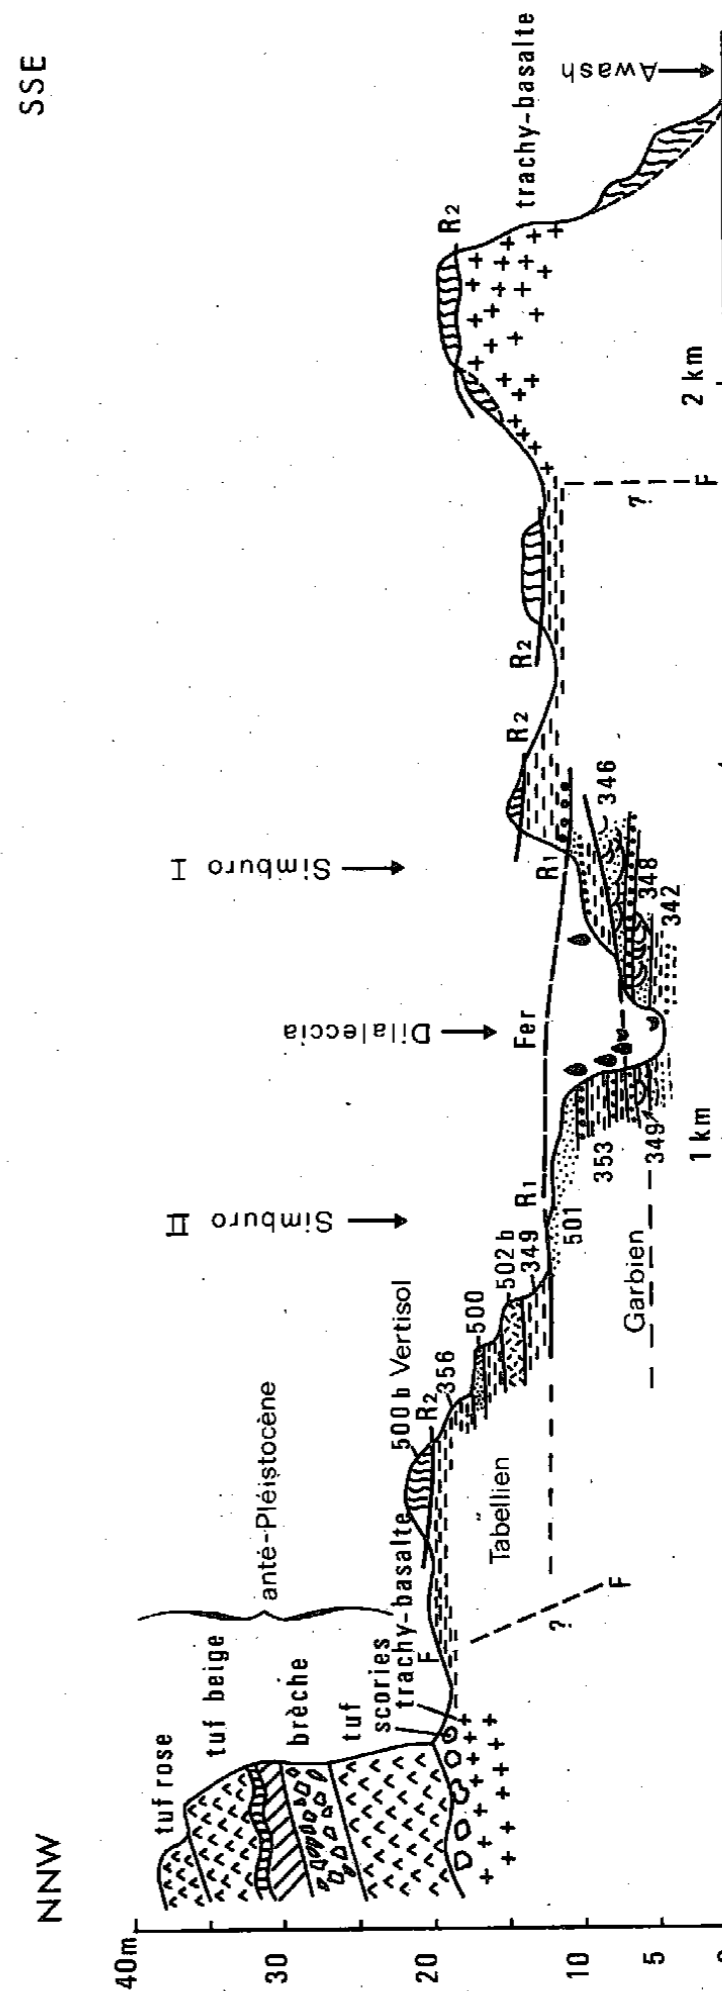 NNW
SSE
tuf rose
tuf beige
brèche
tuf
scories
trachy-basalte
anté-Pléistocène
500 b Vertisol
R2
356
500
502 b
349
Simburo II
Dilaleccia
Simburo I
Awash
trachy-basalte
R2
R2
R2
F
R1
Fer
R1
501
353
349
346
348
342
Tabellien
Garbien
?
F
?
F
40m
30
20
10
5
1 km
2 km